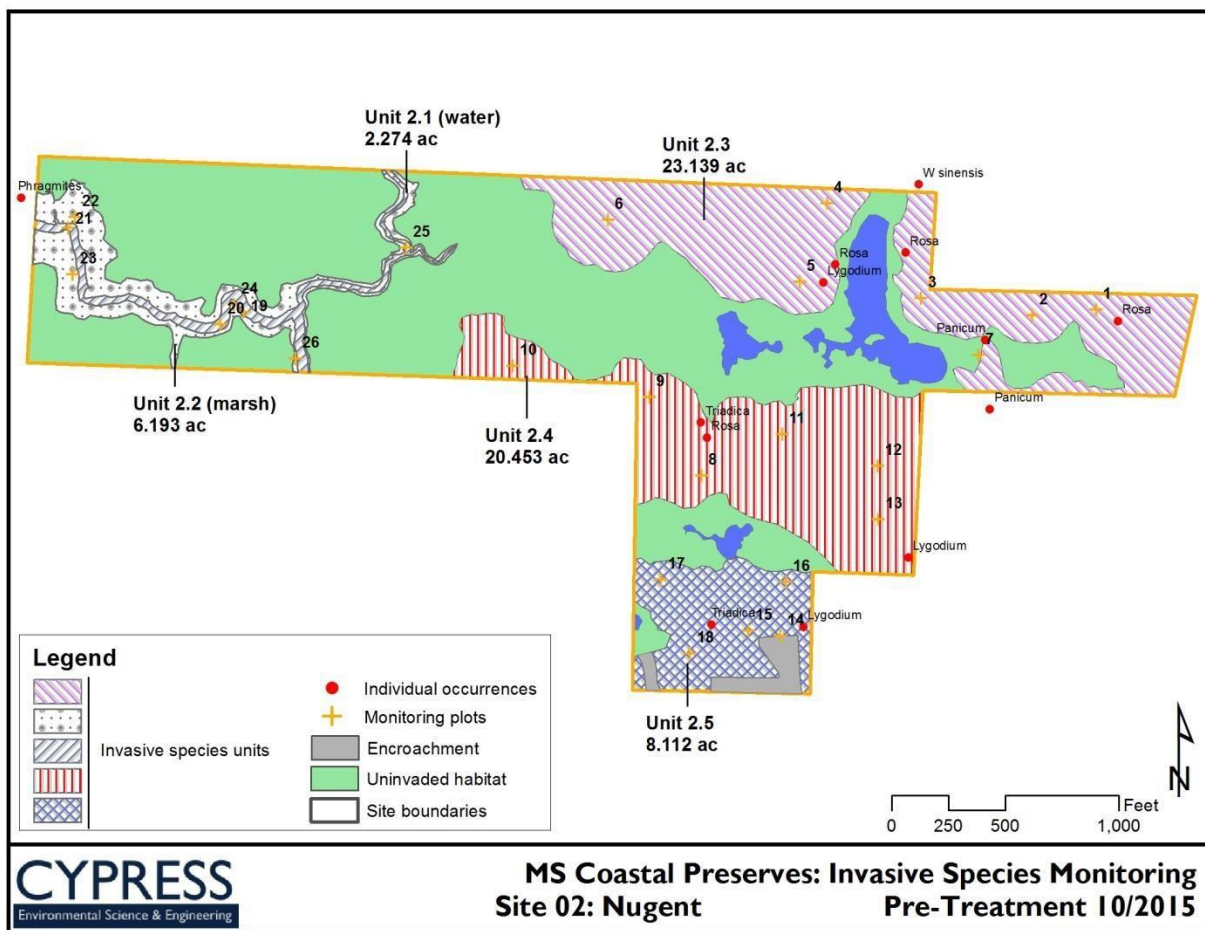 Unit 2.1 (water)
2.274 ac
Unit 2.3
23.139 ac
W sinensis
Phragmites
22
21
23
24
20
19
25
26
6
4
5
Rosa
Lygodium
Rosa
3
2
1
Rosa
Panicum
7
Panicum
Unit 2.2 (marsh)
6.193 ac
10
9
Unit 2.4
20.453 ac
Triadica
Rosa
11
8
12
13
Lygodium
17
16
Triadica
15
14
Lygodium
18
Unit 2.5
8.112 ac
Legend
Invasive species units
Individual occurrences
Monitoring plots
Encroachment
Uninvaded habitat
Site boundaries
N
Feet
0 250 500 1,000
CYPRESS
Environmental Science & Engineering
MS Coastal Preserves: Invasive Species Monitoring
Site 02: Nugent Pre-Treatment 10/2015